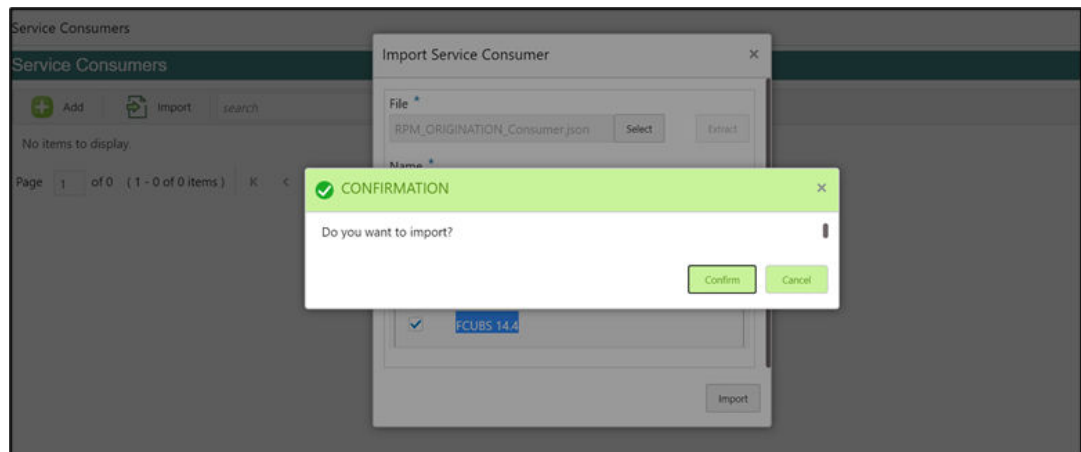 Service Consumers
Service Consumers
Add Import search
No items to display.
Page 1 of 0 ( 1 - 0 of 0 items ) K <
Import Service Consumer ×
File *
RPM_ORIGINATION_Consumer.json Select Extract
Name *
CONFIRMATION ×
Do you want to import?
Confirm Cancel
FCUBS 14.4
Import